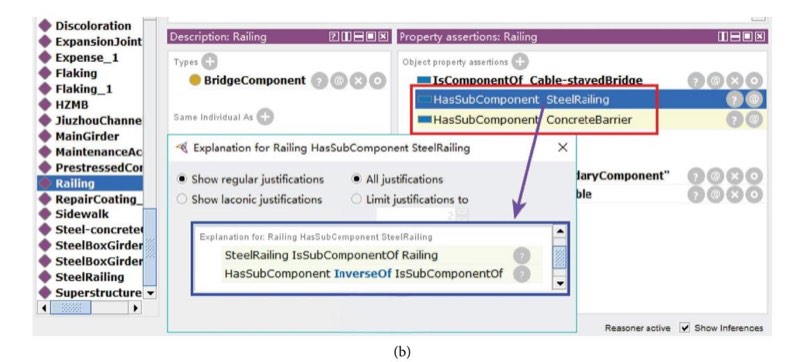 Discoloration
ExpansionJoint
Expense_1
Flaking
Flaking_1
HZMB
JiuzhouChanne
MainGirder
MaintenanceAc
PrestressedCor
Railing
RepairCoating_
Sidewalk
Steel-concrete
SteelBoxGirder
SteelBoxGirder
SteelRailing
Superstructure
Description: Railing
Types
BridgeComponent
Same Individual As
Property assertions: Railing
Object property assertions
IsComponentOf Cable-stayedBridge
HasSubComponent SteelRailing
HasSubComponent ConcreteBarrier
daryComponent"
ble
Explanation for Railing HasSubComponent SteelRailing
Show regular justifications
All justifications
Show laconic justifications
Limit justifications to
2
Explanation for: Railing HasSubComponent SteelRailing
SteelRailing IsSubComponentOf Railing
HasSubComponent InverseOf IsSubComponentOf
Reasoner active Show Inferences
(b)